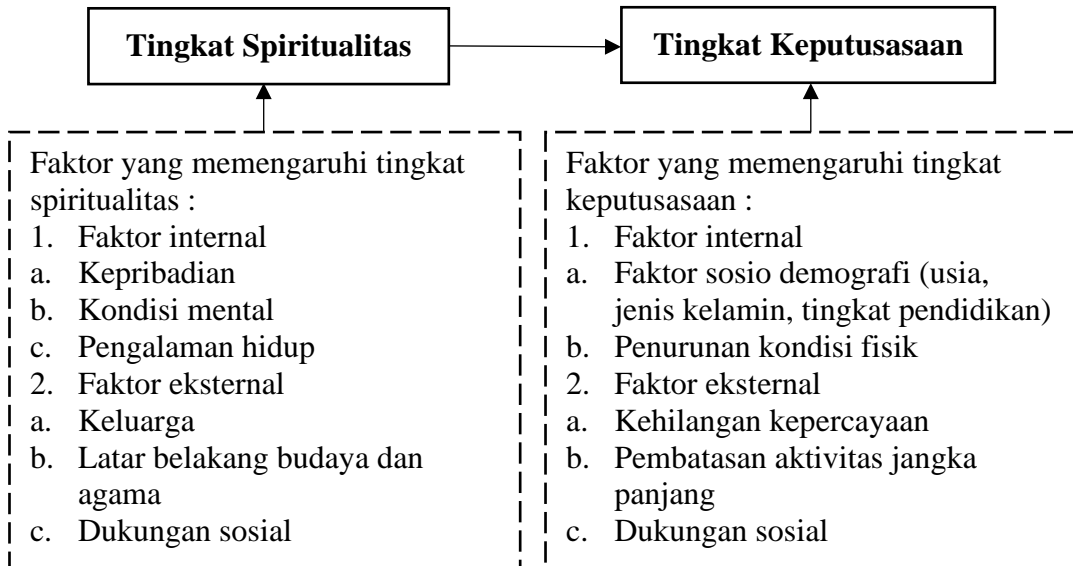 Tingkat Spiritualitas
Tingkat Keputusasaan
Faktor yang memengaruhi tingkat
spiritualitas :
1. Faktor internal
a. Kepribadian
b. Kondisi mental
c. Pengalaman hidup
2. Faktor eksternal
a. Keluarga
b. Latar belakang budaya dan
agama
c. Dukungan sosial
Faktor yang memengaruhi tingkat
keputusasaan :
1. Faktor internal
a. Faktor sosio demografi (usia,
jenis kelamin, tingkat pendidikan)
b. Penurunan kondisi fisik
2. Faktor eksternal
a. Kehilangan kepercayaan
b. Pembatasan aktivitas jangka
panjang
c. Dukungan sosial